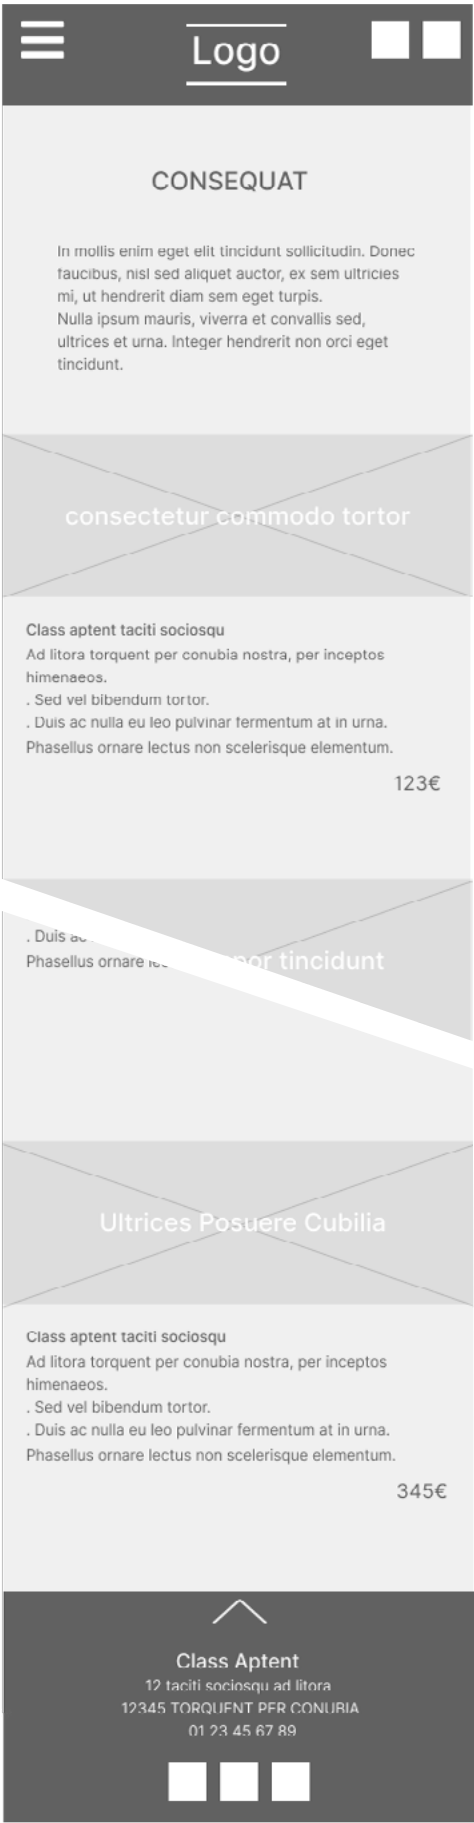 Logo
CONSEQUAT
In mollis enim eget elit tincidunt sollicitudin. Donec
faucibus, nisl sed aliquet auctor, ex sem ultricies
mi, ut hendrerit diam sem eget turpis.
Nulla ipsum mauris, viverra et convallis sed,
ultrices et urna. Integer hendrerit non orci eget
tincidunt.
consectetur commodo tortor
Class aptent taciti sociosqu
Ad litora torquent per conubia nostra, per inceptos
himenaeos.
. Sed vel bibendum tortor.
. Duis ac nulla eu leo pulvinar fermentum at in urna.
Phasellus ornare lectus non scelerisque elementum.
123€
. Duis ac
Phasellus ornare
tincidunt
Ultrices Posuere Cubilia
Class aptent taciti sociosqu
Ad litora torquent per conubia nostra, per inceptos
himenaeos.
. Sed vel bibendum tortor.
. Duis ac nulla eu leo pulvinar fermentum at in urna.
Phasellus ornare lectus non scelerisque elementum.
345€
Class Aptent
12 taciti sociosqu ad litora
12345 TORQUENT PER CONUBIA
01 23 45 67 89